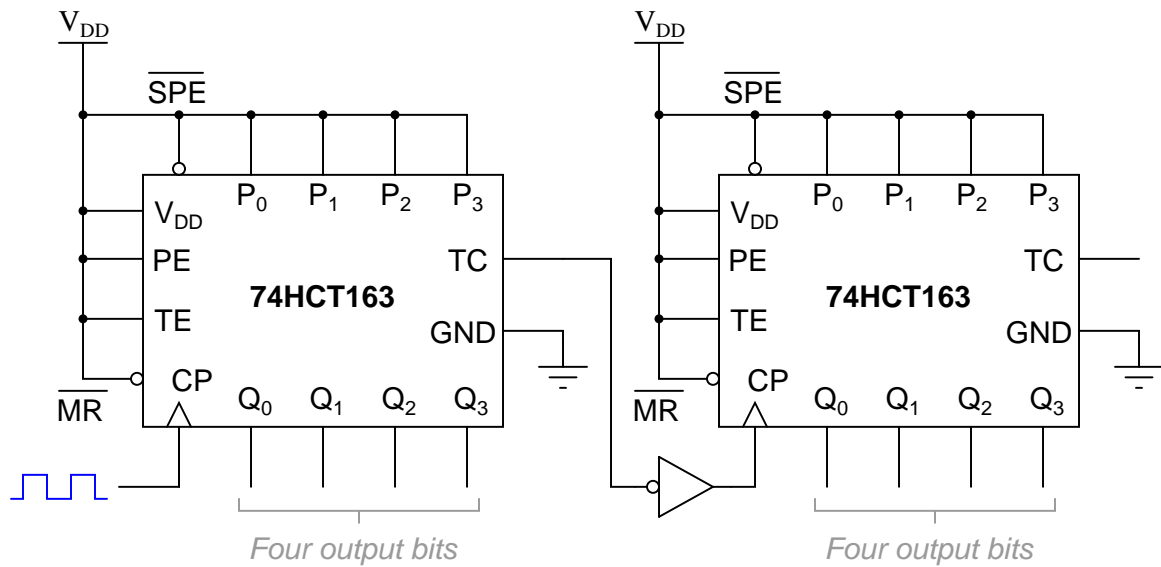 V_DD V_DD
SPE SPE
P0 P1 P2 P3 P0 P1 P2 P3
VDD VDD
PE TC PE TC
74HCT163 74HCT163
TE GND TE GND
CP CP
MR Q0 Q1 Q2 Q3 MR Q0 Q1 Q2 Q3
Four output bits Four output bits